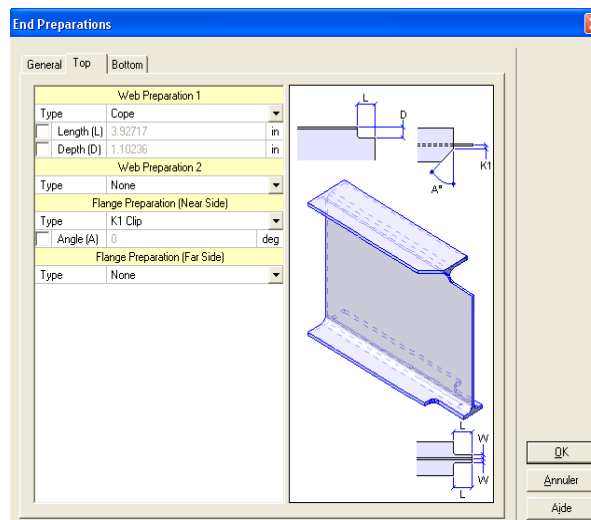 End Preparations
General Top Bottom
Web Preparation 1
Type Cope
Length (L) 3.92717 in
Depth (D) 1.10236 in
Web Preparation 2
Type None
Flange Preparation (Near Side)
Type K1 Clip
Angle (A) 0 deg
Flange Preparation (Far Side)
Type None
L
D
K1
A°
L
W
W
L
OK
Annuler
Aide